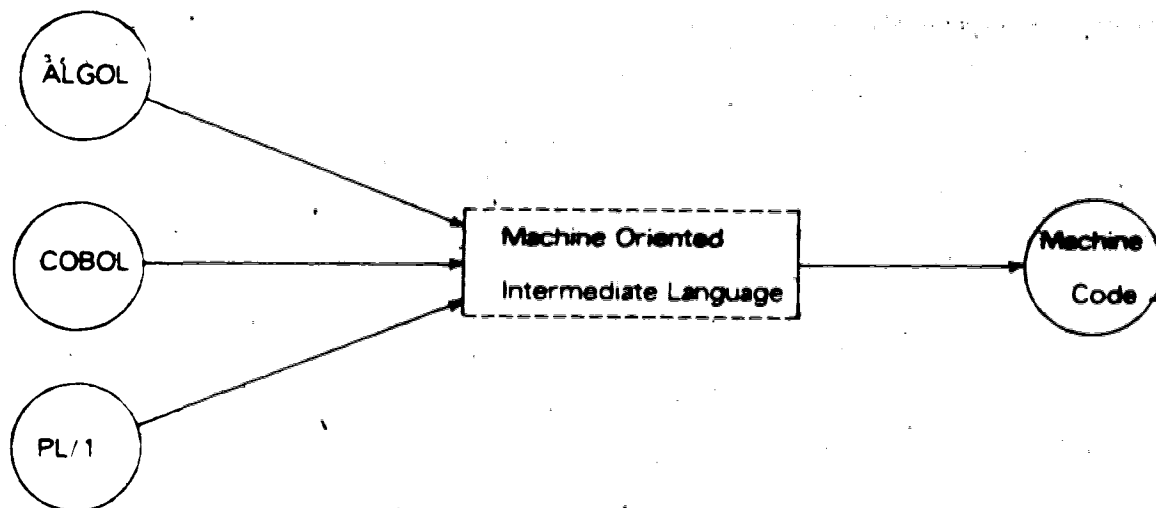 ALGOL
COBOL
PL/1
Machine Oriented
Intermediate Language
Machine
Code